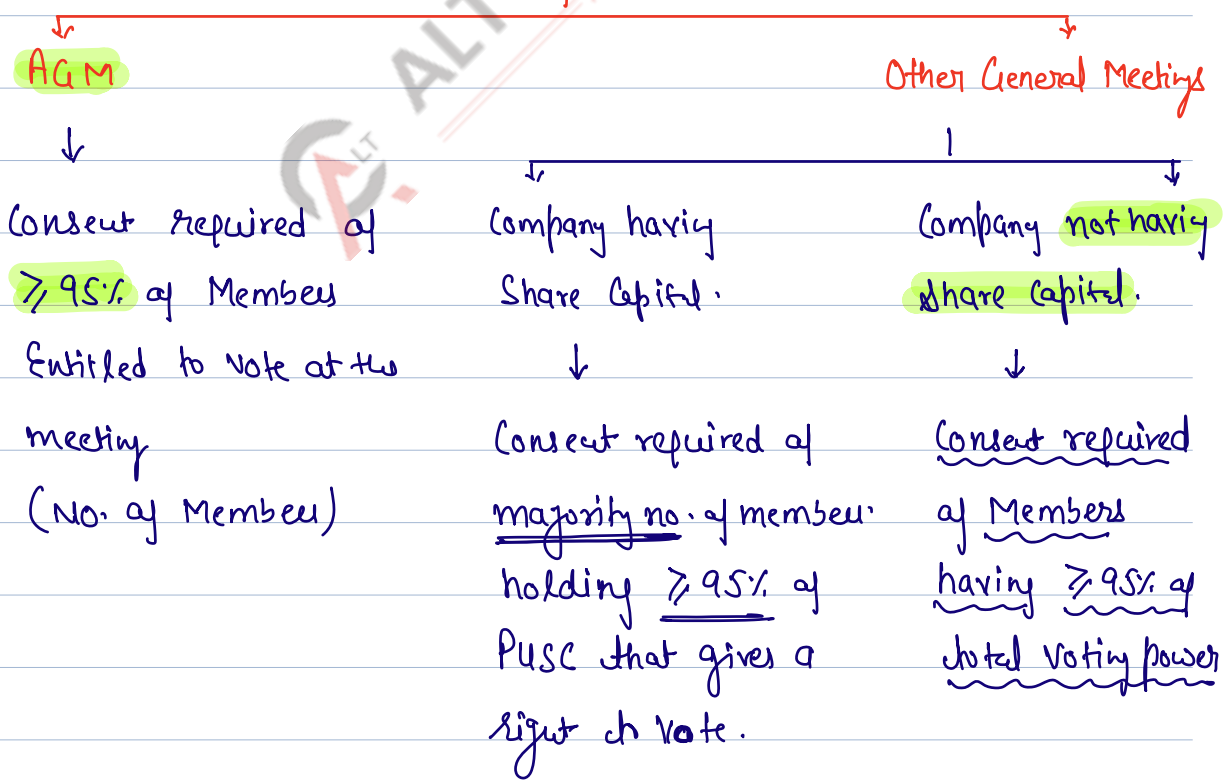 AGM
Other General Meetings
Consent required of
≥ 95% of Members
Entitled to vote at the
meeting
(No. of Members)
Company having
Share Capital.
Consent required of
majority no. of members
holding ≥ 95% of
PUSC that gives a
right to vote.
Company not having
Share Capital.
Consent required
of Members
having ≥ 95% of
total voting power
ALT
LT